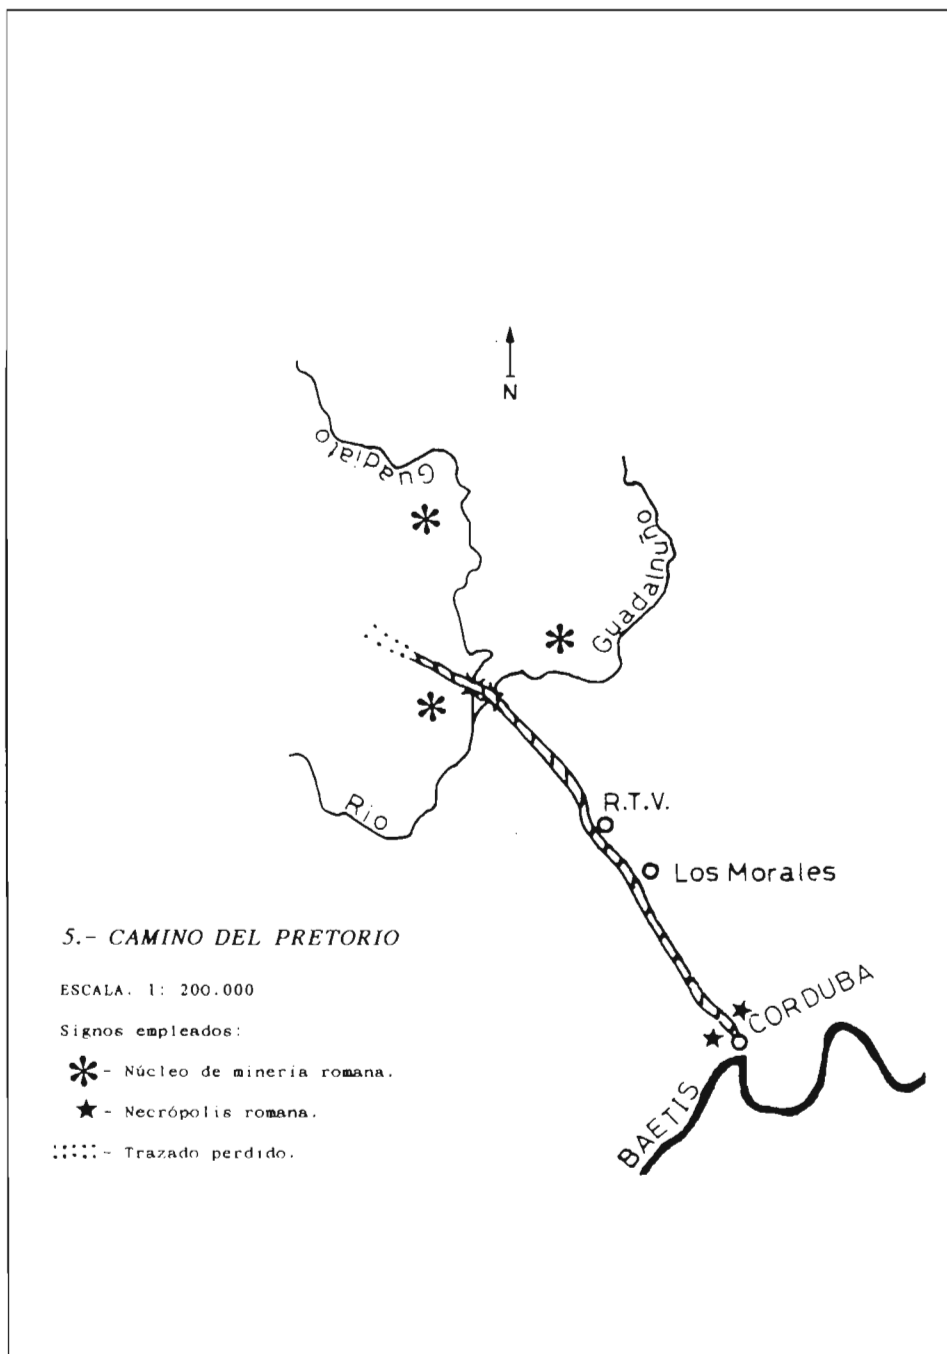 N
Guadiato
Guadalnuño
Rio
R.T.V.
Los Morales
5.- CAMINO DEL PRETORIO
ESCALA. 1: 200.000
CORDUBA
Signos empleados:
BAETIS
- Núcleo de minería romana.
- Necrópolis romana.
- Trazado perdido.